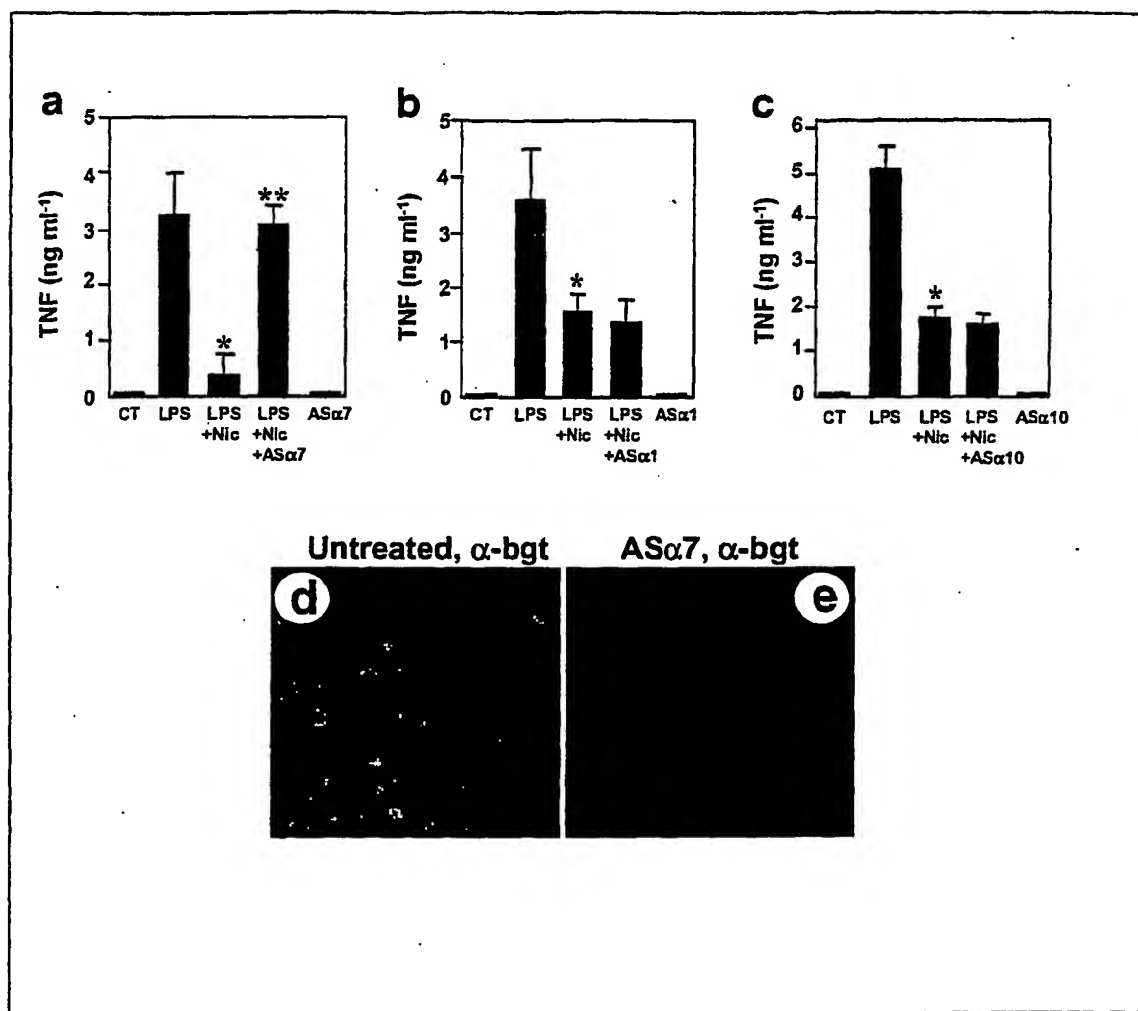 a
TNF (ng ml-1)
5
4
3
2
1
0
CT LPS LPS LPS ASα7
+Nic +Nic
+ASα7
*
**
b
TNF (ng ml-1)
5
4
3
2
1
0
CT LPS LPS LPS ASα1
+Nic +Nic
+ASα1
*
c
TNF (ng ml-1)
6
5
4
3
2
1
0
CT LPS LPS LPS ASα10
+Nic +Nic
+ASα10
*
Untreated, α-bgt
ASα7, α-bgt
d
e